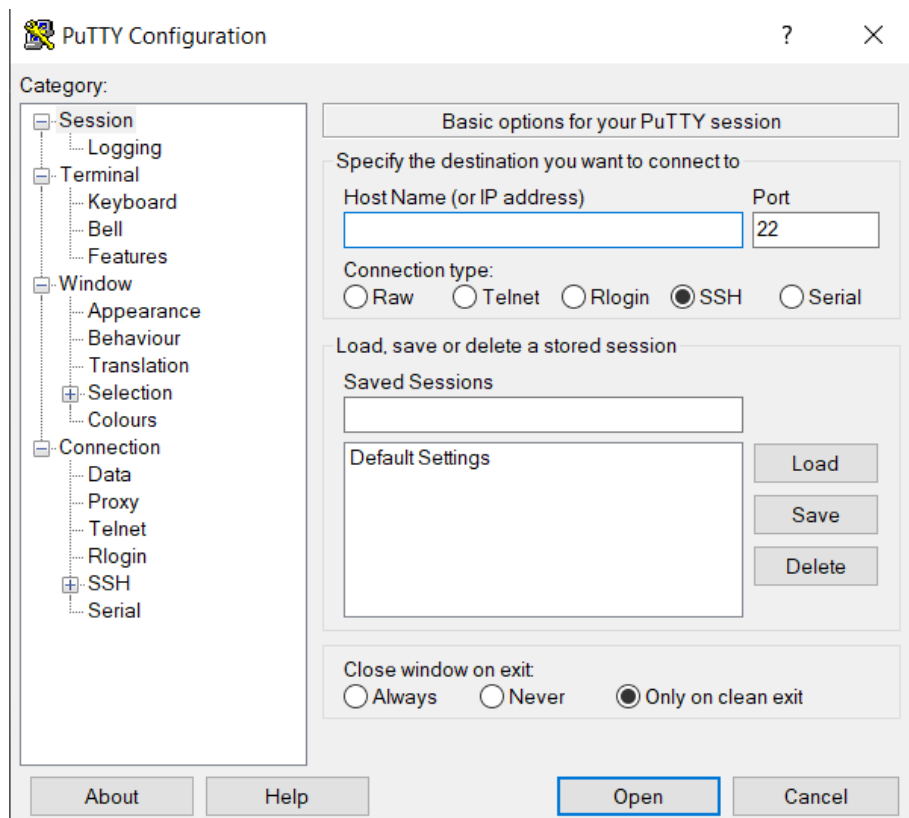 PuTTY Configuration
?
Category:
Session
Logging
Terminal
Keyboard
Bell
Features
Window
Appearance
Behaviour
Translation
Selection
Colours
Connection
Data
Proxy
Telnet
Rlogin
SSH
Serial
Basic options for your PuTTY session
Specify the destination you want to connect to
Host Name (or IP address) Port
22
Connection type:
Raw Telnet Rlogin SSH Serial
Load, save or delete a stored session
Saved Sessions
Default Settings
Load
Save
Delete
Close window on exit:
Always Never Only on clean exit
About Help Open Cancel